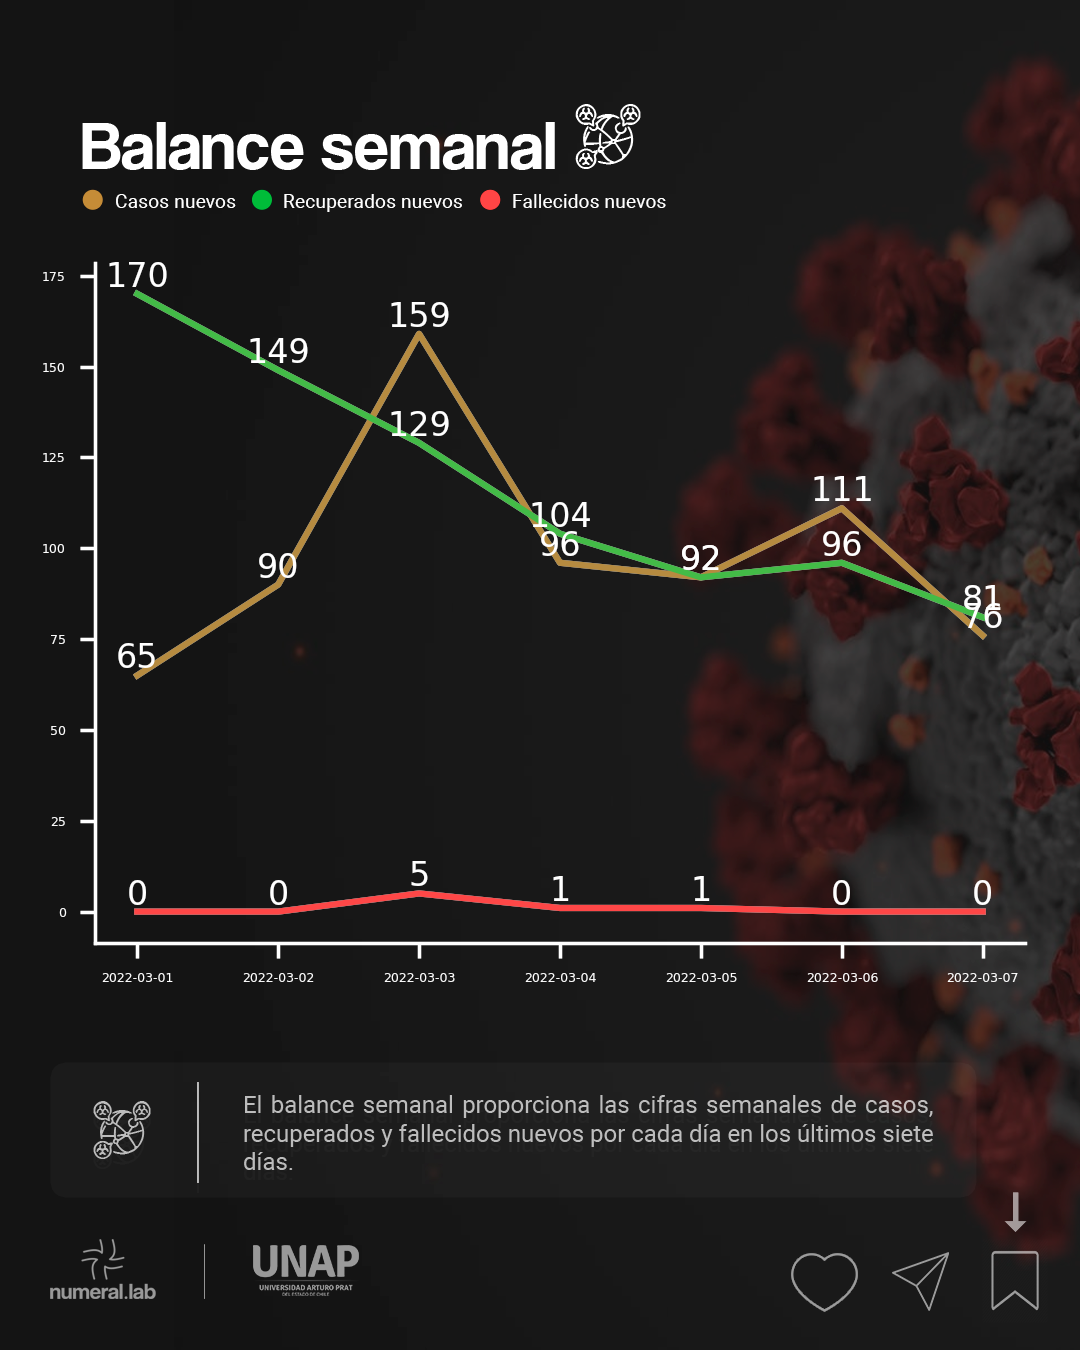 Balance semanal
Casos nuevos Recuperados nuevos Fallecidos nuevos
175
150
125
100
75
50
25
0
170
149
159
129
90
65
104
96
92
111
96
81
76
0 0 5 1 1 0 0
2022-03-01 2022-03-02 2022-03-03 2022-03-04 2022-03-05 2022-03-06 2022-03-07
El balance semanal proporciona las cifras semanales de casos,
recuperados y fallecidos nuevos por cada día en los últimos siete
días.
numeral.lab
UNAP
UNIVERSIDAD ARTURO PRAT
DEL ESTADO DE CHILE